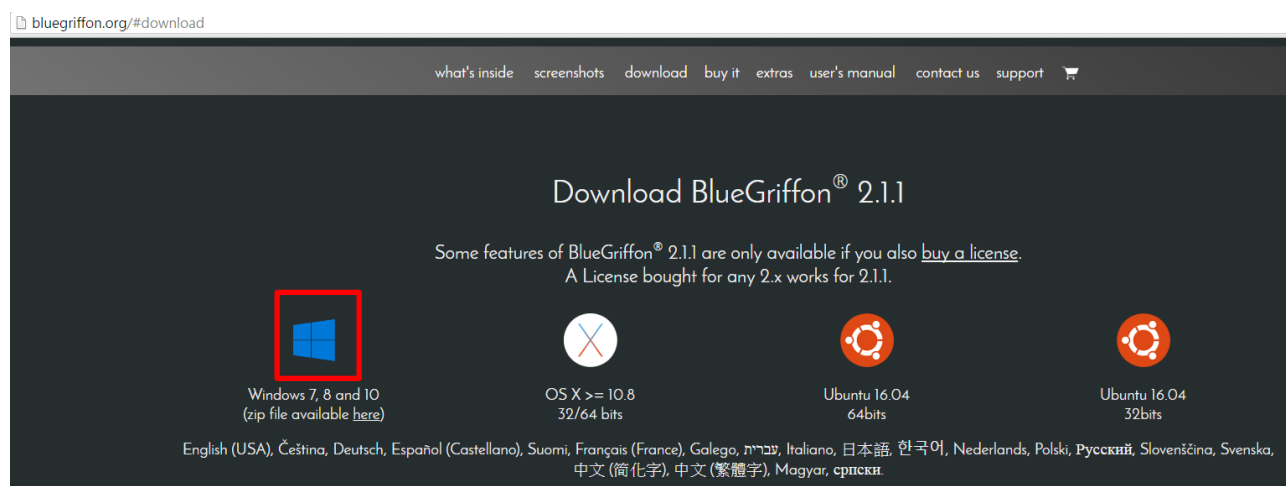 bluegriffon.org/#download
what's inside screenshots download buy it extras user's manual contact us support
Download BlueGriffon® 2.1.1
Some features of BlueGriffon® 2.1.1 are only available if you also buy a license.
A License bought for any 2.x works for 2.1.1.
Windows 7, 8 and 10
(zip file available here)
OS X >= 10.8
32/64 bits
Ubuntu 16.04
64bits
Ubuntu 16.04
32bits
English (USA), Čeština, Deutsch, Español (Castellano), Suomi, Français (France), Galego, עברית, Italiano, 日本語, 한국어, Nederlands, Polski, Русский, Slovenščina, Svenska,
中文 (简化字), 中文 (繁體字), Magyar, српски.